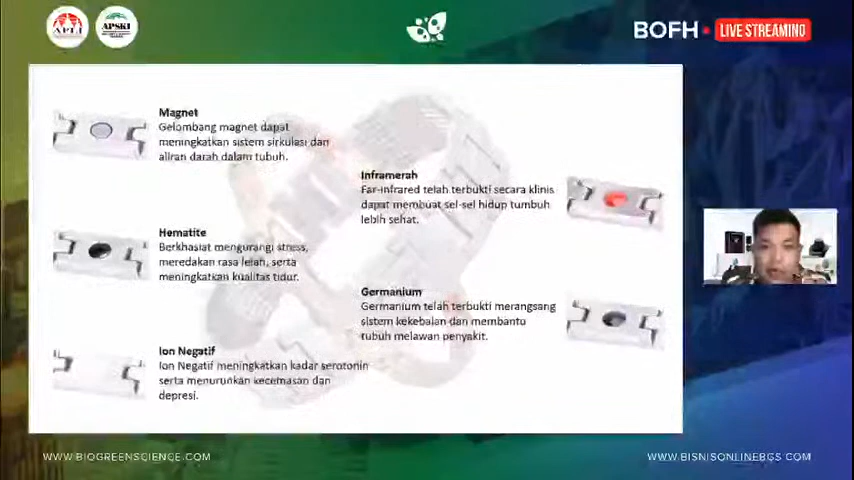 APLI
APSKI
BOFH
LIVE STREAMING
Magnet
Gelombang magnet dapat
meningkatkan sistem sirkulasi dan
aliran darah dalam tubuh.
Inframerah
Far-Infrared telah terbukti secara klinis
dapat membuat sel-sel hidup tumbuh
lebih sehat.
Hematite
Berkhasiat mengurangi stress,
meredakan rasa lelah, serta
meningkatkan kualitas tidur.
Germanium
Germanium telah terbukti merangsang
sistem kekebalan dan membantu
tubuh melawan penyakit.
Ion Negatif
Ion Negatif meningkatkan kadar serotonin
serta menurunkan kecemasan dan
depresi.
WWW.BIOGREENSCIENCE.COM
WWW.BISNISONLINEBGS.COM